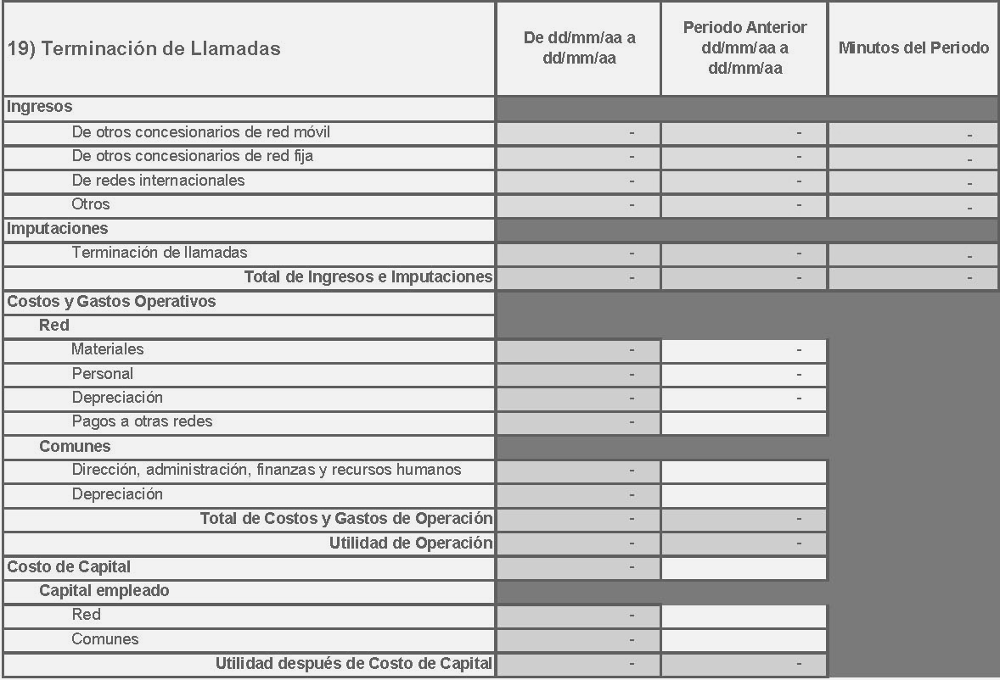 19) Terminación de Llamadas
De dd/mm/aa a
dd/mm/aa
Periodo Anterior
dd/mm/aa a
dd/mm/aa
Minutos del Periodo
Ingresos
De otros concesionarios de red móvil - - -
De otros concesionarios de red fija - - -
De redes internacionales - - -
Otros - - -
Imputaciones
Terminación de llamadas - - -
Total de Ingresos e Imputaciones - - -
Costos y Gastos Operativos
Red
Materiales - -
Personal - -
Depreciación - -
Pagos a otras redes -
Comunes
Dirección, administración, finanzas y recursos humanos -
Depreciación -
Total de Costos y Gastos de Operación - -
Utilidad de Operación - -
Costo de Capital -
Capital empleado
Red -
Comunes -
Utilidad después de Costo de Capital - -